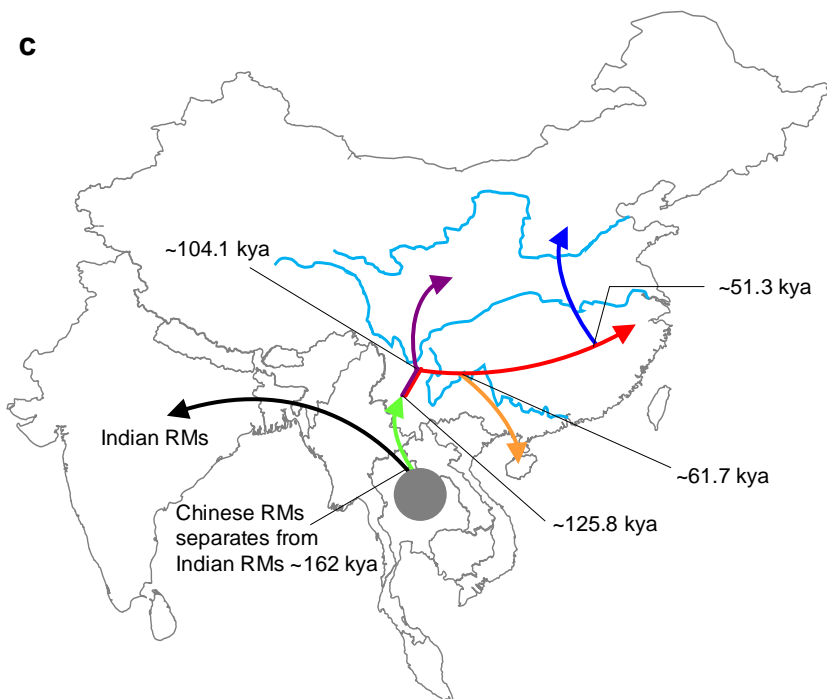 c
~104.1 kya
~51.3 kya
Indian RMs
~61.7 kya
Chinese RMs
separates from
Indian RMs ~162 kya
~125.8 kya